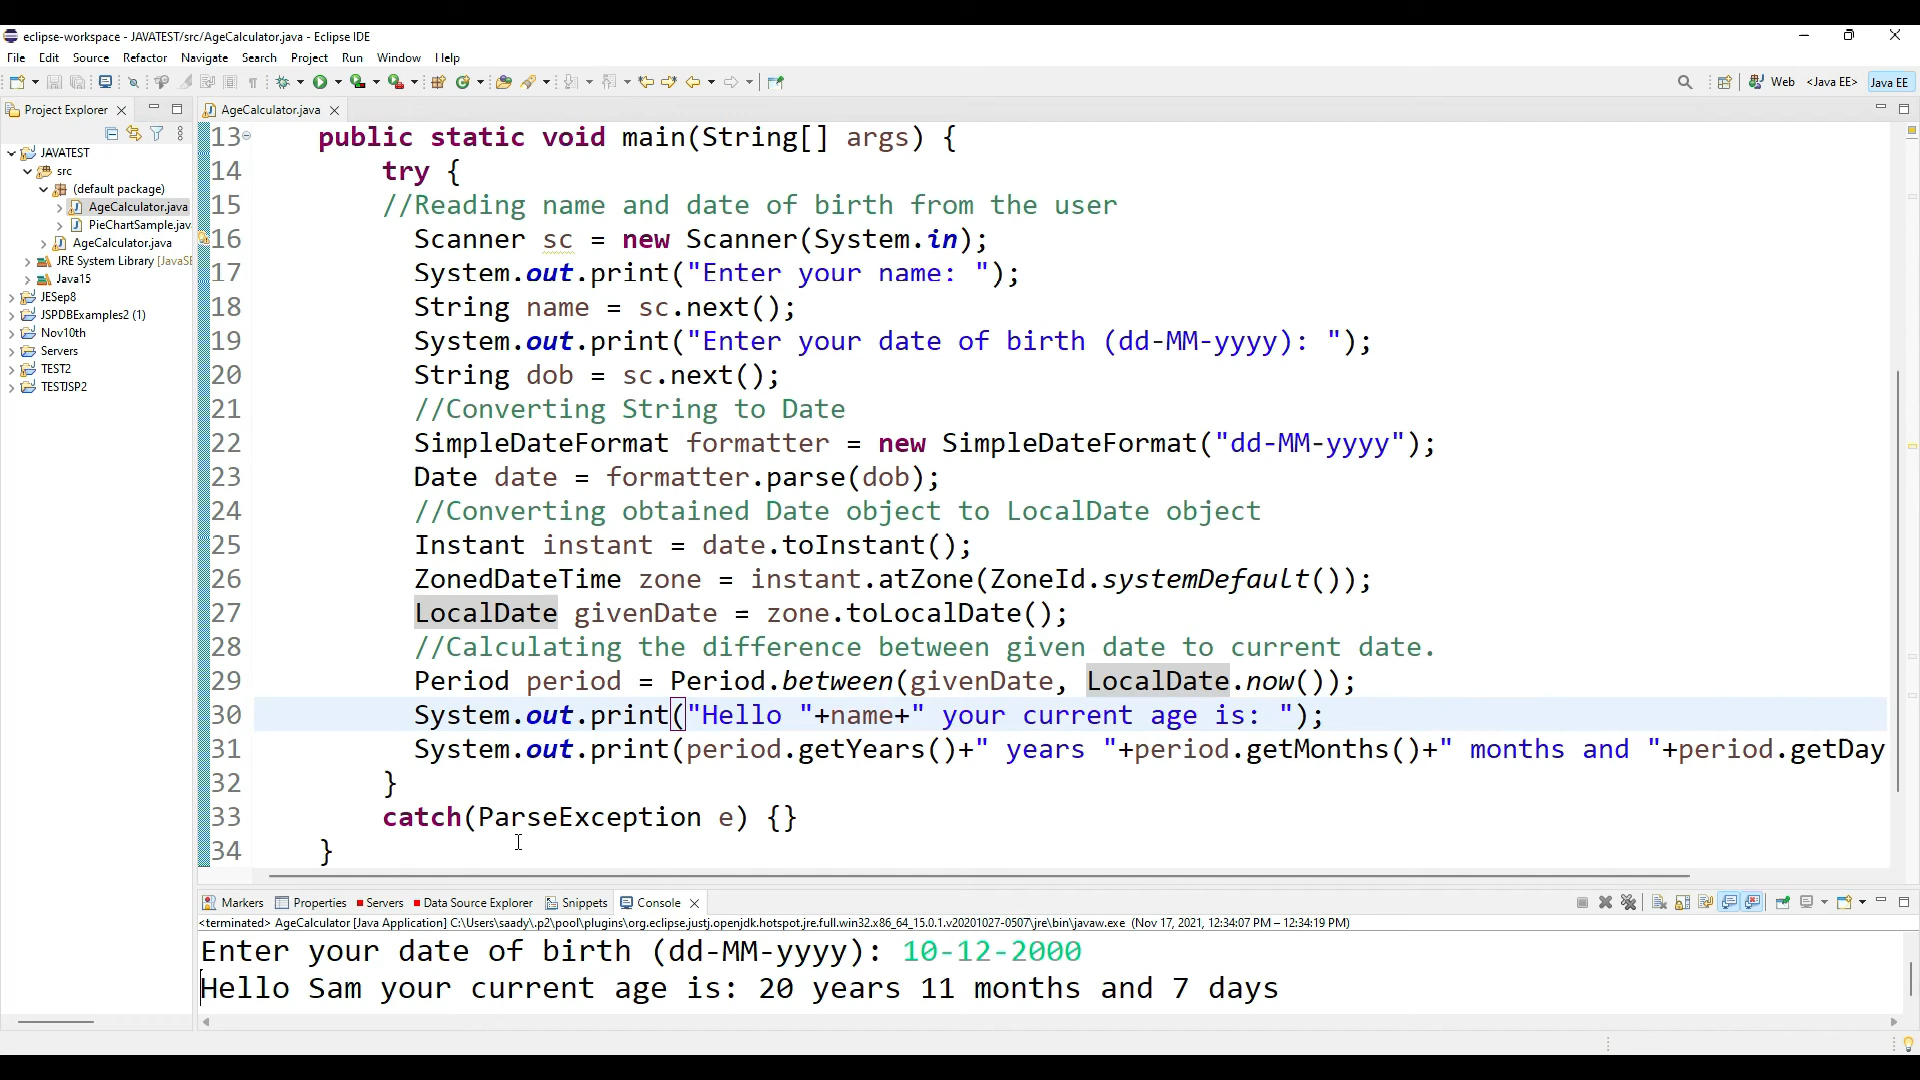 eclipse-workspace - JAVATEST/src/AgeCalculator.java - Eclipse IDE
File Edit Source Refactor Navigate Search Project Run Window Help
Web <Java EE> Java EE
Project Explorer
AgeCalculator.java
JAVATEST
src
(default package)
AgeCalculator.java
PieChartSample.jav
AgeCalculator.java
JRE System Library [JavaSE
Java15
JESep8
JSPDBExamples2 (1)
Nov10th
Servers
TEST2
TESTJSP2
13 public static void main(String[] args) {
14 try {
15 //Reading name and date of birth from the user
16 Scanner sc = new Scanner(System.in);
17 System.out.print("Enter your name: ");
18 String name = sc.next();
19 System.out.print("Enter your date of birth (dd-MM-yyyy): ");
20 String dob = sc.next();
21 //Converting String to Date
22 SimpleDateFormat formatter = new SimpleDateFormat("dd-MM-yyyy");
23 Date date = formatter.parse(dob);
24 //Converting obtained Date object to LocalDate object
25 Instant instant = date.toInstant();
26 ZonedDateTime zone = instant.atZone(ZoneId.systemDefault());
27 LocalDate givenDate = zone.toLocalDate();
28 //Calculating the difference between given date to current date.
29 Period period = Period.between(givenDate, LocalDate.now());
30 System.out.print("Hello "+name+" your current age is: ");
31 System.out.print(period.getYears()+" years "+period.getMonths()+" months and "+period.getDay
32 }
33 catch(ParseException e) {}
34 }
Markers Properties Servers Data Source Explorer Snippets Console
<terminated> AgeCalculator [Java Application] C:\Users\saady\.p2\pool\plugins\org.eclipse.justj.openjdk.hotspot.jre.full.win32.x86_64_15.0.1.v20201027-0507\jre\bin\javaw.exe (Nov 17, 2021, 12:34:07 PM – 12:34:19 PM)
Enter your date of birth (dd-MM-yyyy): 10-12-2000
Hello Sam your current age is: 20 years 11 months and 7 days